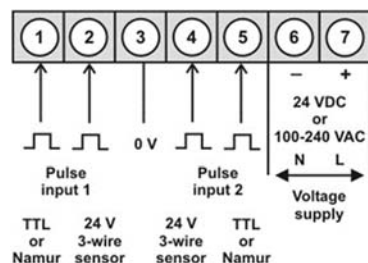 1 2 3 4 5 6 7
− +
24 VDC
or
100-240 VAC
0 V
N L
Pulse
input 1
Pulse
input 2
Voltage
supply
TTL
or
Namur
24 V
3-wire
sensor
24 V
3-wire
sensor
TTL
or
Namur